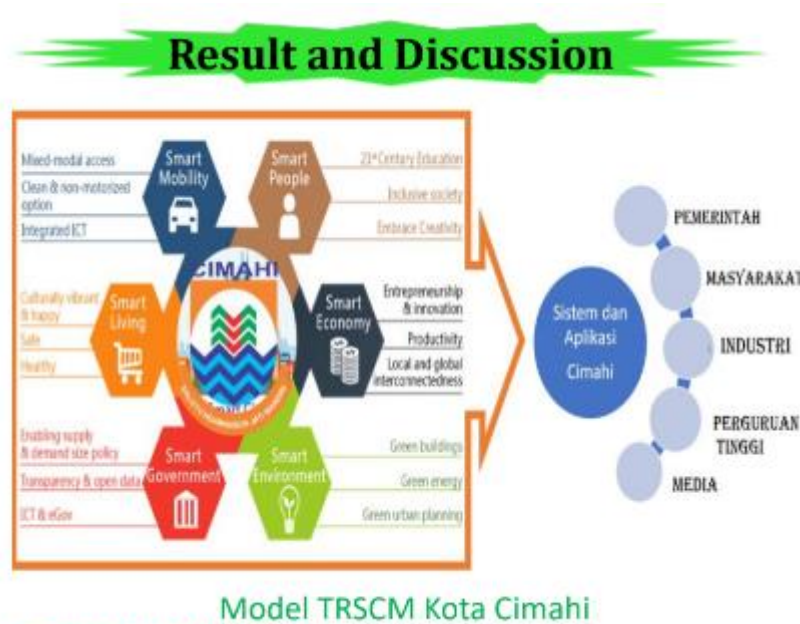 Result and Discussion
Mixed-modal access
Clean & non-motorized
option
Integrated ICT
Smart
Mobility
Smart
People
21st Century Education
Inclusive society
Embrace Creativity
CIMAHI
Culturally vibrant
& happy
Safe
Healthy
Smart
Living
Smart
Economy
Entrepreneurship
& innovation
Productivity
Local and global
interconnectedness
Enabling supply
& demand size policy
Transparency & open data
ICT & eGov
Smart
Government
Smart
Environment
Green buildings
Green energy
Green urban planning
Sistem dan
Aplikasi
Cimahi
PEMERINTAH
MASYARAKAT
INDUSTRI
PERGURUAN
TINGGI
MEDIA
Model TRSCM Kota Cimahi